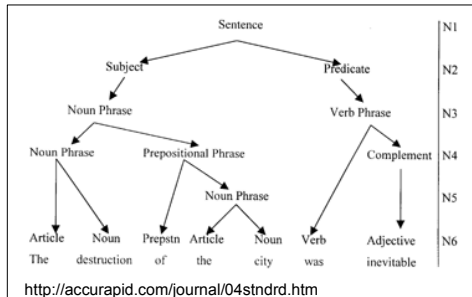 Sentence N1
Subject Predicate N2
Noun Phrase Verb Phrase N3
Noun Phrase Prepositional Phrase Complement N4
Noun Phrase N5
Article Noun Prepstn Article Noun Verb Adjective N6
The destruction of the city was inevitable
http://accurapid.com/journal/04stndrd.htm